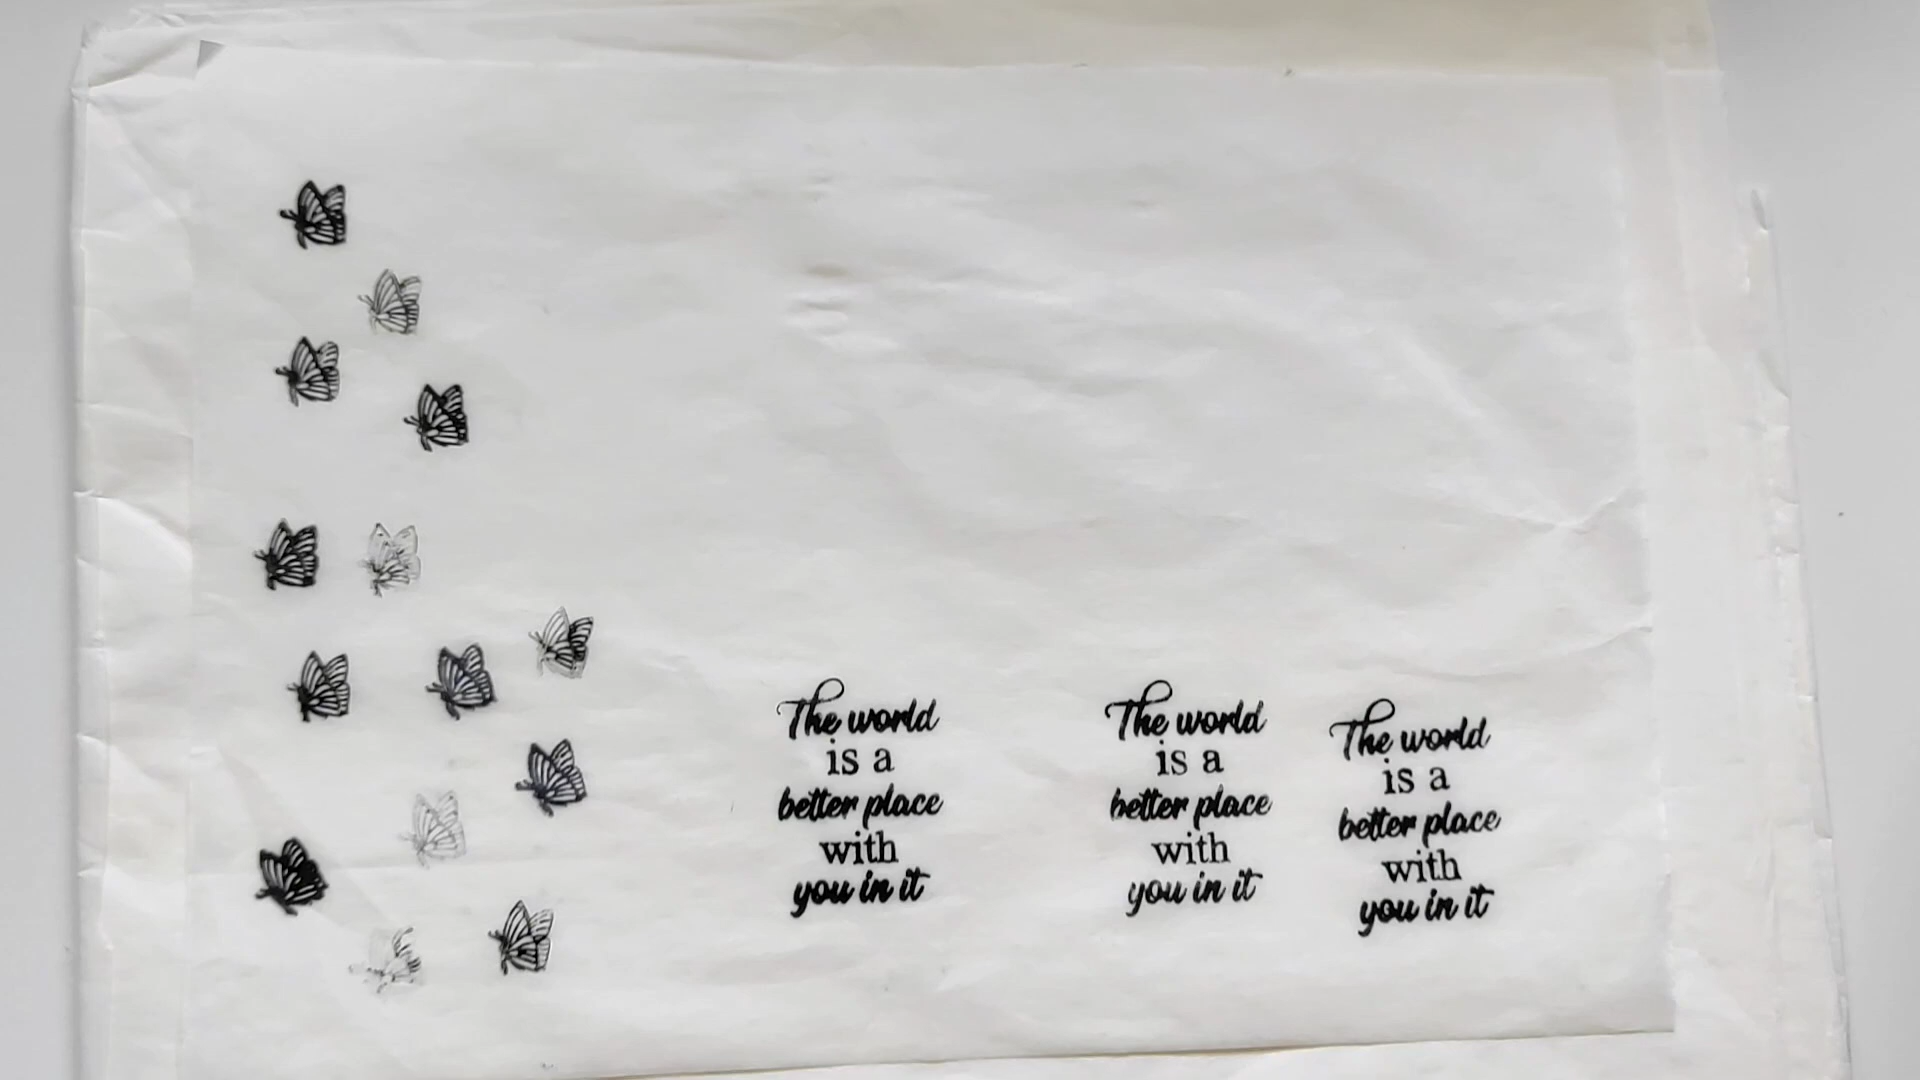 The world
is a
better place
with
you in it
The world
is a
better place
with
you in it
The world
is a
better place
with
you in it